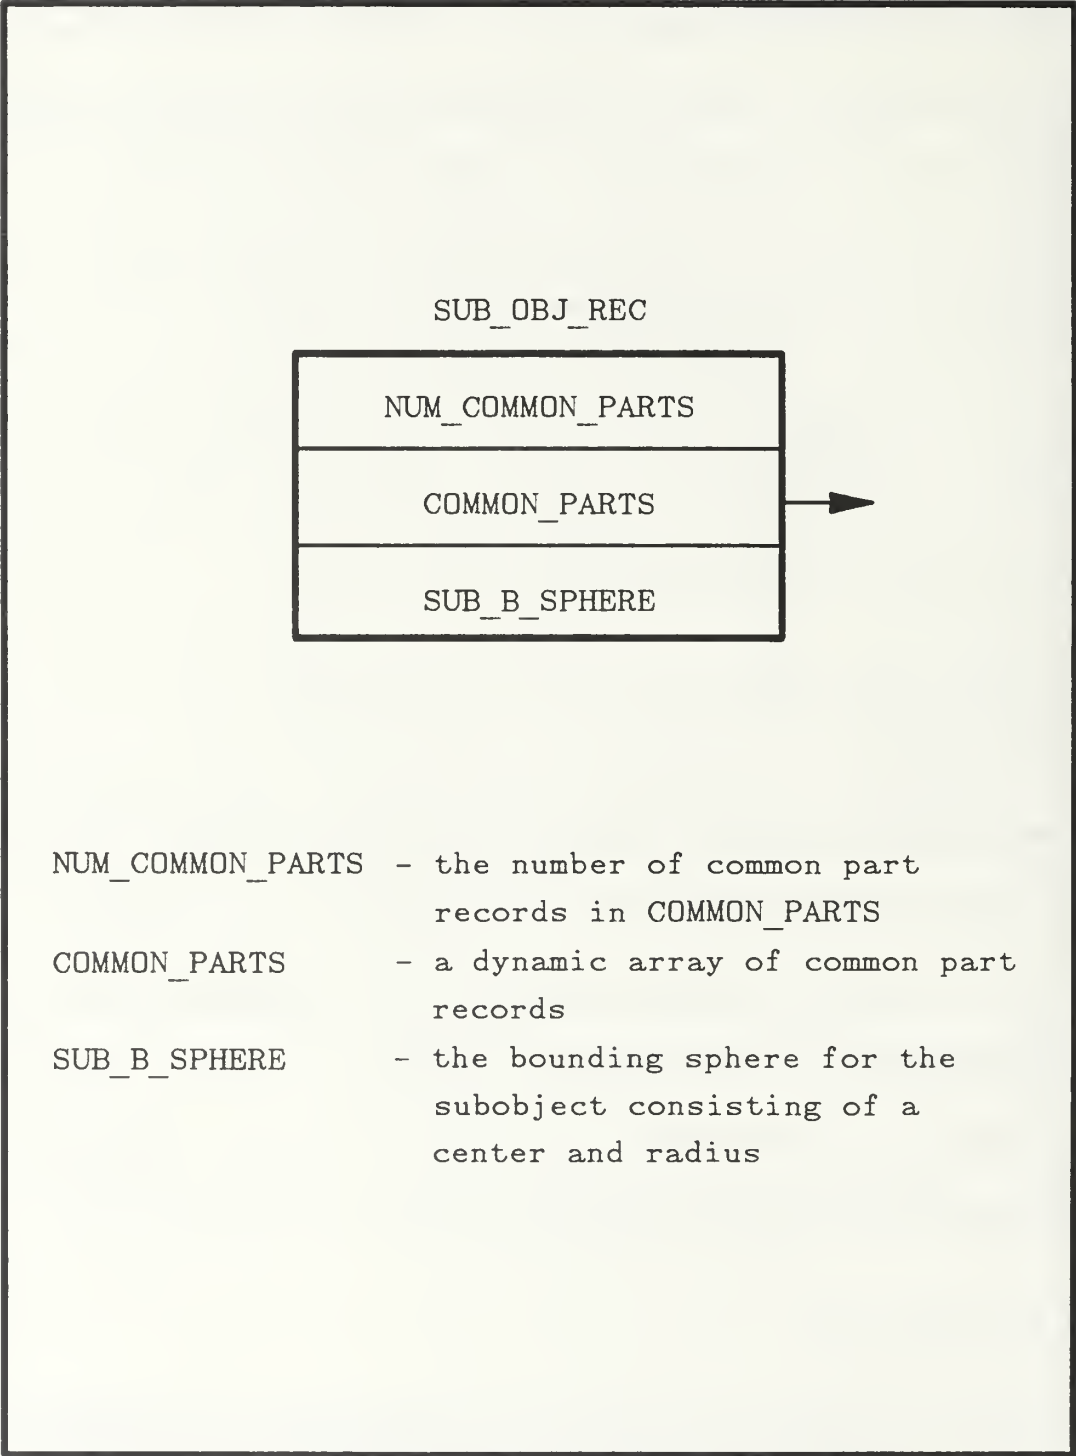 SUB_OBJ_REC
NUM_COMMON_PARTS
COMMON_PARTS
SUB_B_SPHERE
NUM_COMMON_PARTS - the number of common part
records in COMMON_PARTS
COMMON_PARTS - a dynamic array of common part
records
SUB_B_SPHERE - the bounding sphere for the
subobject consisting of a
center and radius